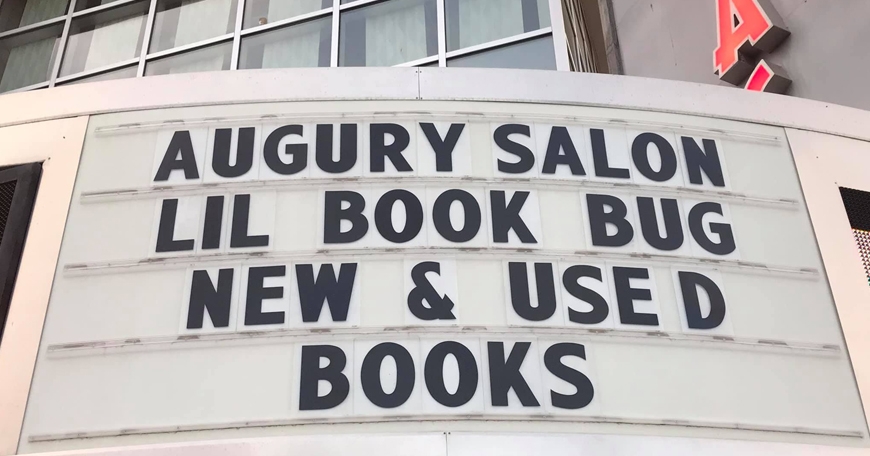 A
AUGURY SALON
LIL BOOK BUG
NEW & USED
BOOKS